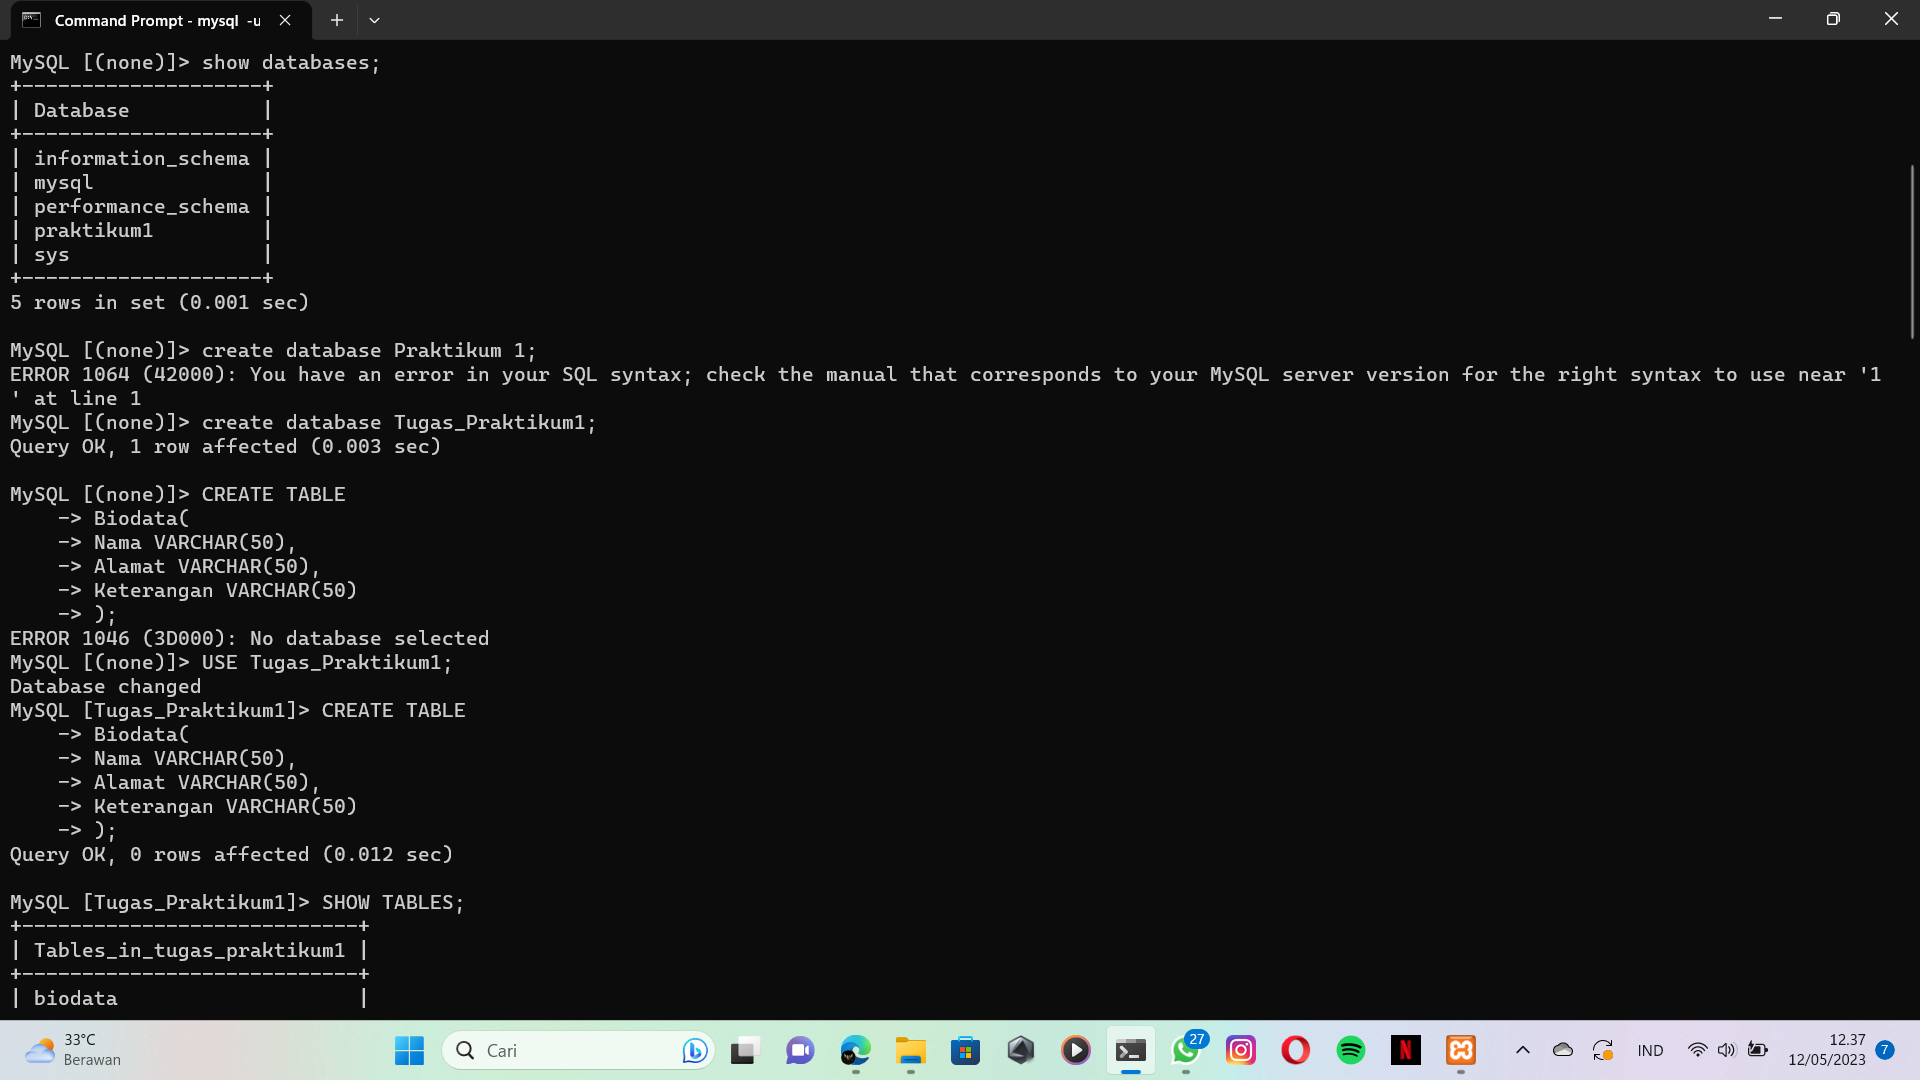 Command Prompt - mysql  -u
MySQL [(none)]> show databases;
+--------------------+
| Database           |
+--------------------+
| information_schema |
| mysql              |
| performance_schema |
| praktikum1         |
| sys                |
+--------------------+
5 rows in set (0.001 sec)
MySQL [(none)]> create database Praktikum 1;
ERROR 1064 (42000): You have an error in your SQL syntax; check the manual that corresponds to your MySQL server version for the right syntax to use near '1
' at line 1
MySQL [(none)]> create database Tugas_Praktikum1;
Query OK, 1 row affected (0.003 sec)
MySQL [(none)]> CREATE TABLE
    -> Biodata(
    -> Nama VARCHAR(50),
    -> Alamat VARCHAR(50),
    -> Keterangan VARCHAR(50)
    -> );
ERROR 1046 (3D000): No database selected
MySQL [(none)]> USE Tugas_Praktikum1;
Database changed
MySQL [Tugas_Praktikum1]> CREATE TABLE
    -> Biodata(
    -> Nama VARCHAR(50),
    -> Alamat VARCHAR(50),
    -> Keterangan VARCHAR(50)
    -> );
Query OK, 0 rows affected (0.012 sec)
MySQL [Tugas_Praktikum1]> SHOW TABLES;
+----------------------------+
| Tables_in_tugas_praktikum1 |
+----------------------------+
| biodata                    |
33°C
Berawan
Cari
27
IND
12.37
12/05/2023
7